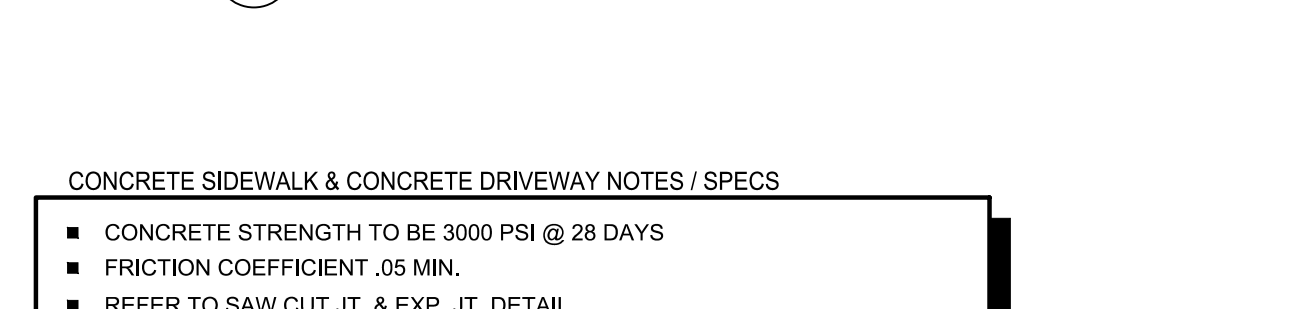 CONCRETE SIDEWALK & CONCRETE DRIVEWAY NOTES / SPECS
■ CONCRETE STRENGTH TO BE 3000 PSI @ 28 DAYS
■ FRICTION COEFFICIENT .05 MIN.
■ REFER TO SAW CUT JT. & EXP. JT. DETAIL